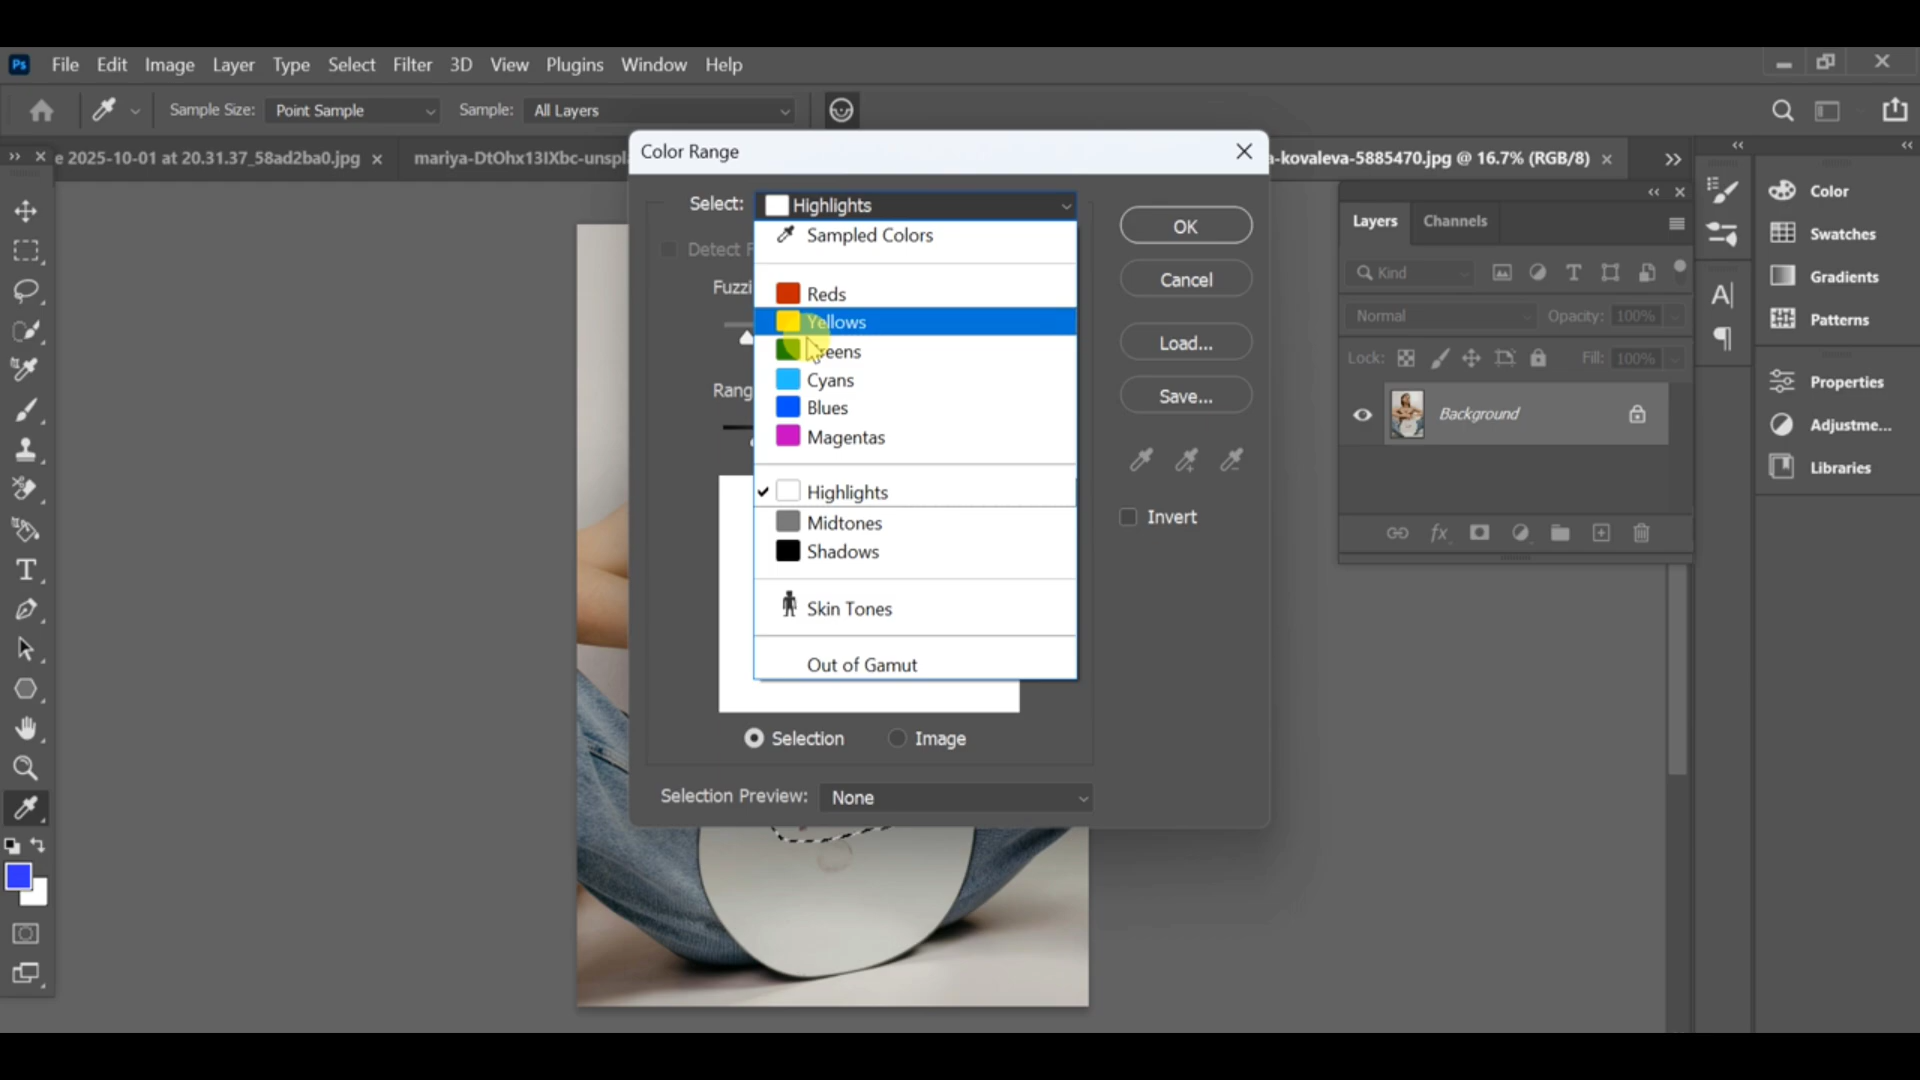 Ps File Edit Image Layer Type Select Filter 3D View Plugins Window Help
Sample Size: Point Sample Sample: All Layers
e 2025-10-01 at 20.31.37_58ad2ba0.jpg × mariya-DtOhx13IXbc-unspl a-kovaleva-5885470.jpg @ 16.7% (RGB/8) ×
Color Range
Select: Highlights
Sampled Colors
Detect F
Reds
Fuzzi
Yellows
Greens
Cyans
Rang
Blues
Magentas
Highlights
Midtones
Shadows
Skin Tones
Out of Gamut
Selection Image
Selection Preview: None
OK
Cancel
Load...
Save...
Invert
Layers Channels
Kind
Normal Opacity: 100%
Lock: Fill: 100%
Background
Color
Swatches
Gradients
Patterns
Properties
Adjustme...
Libraries